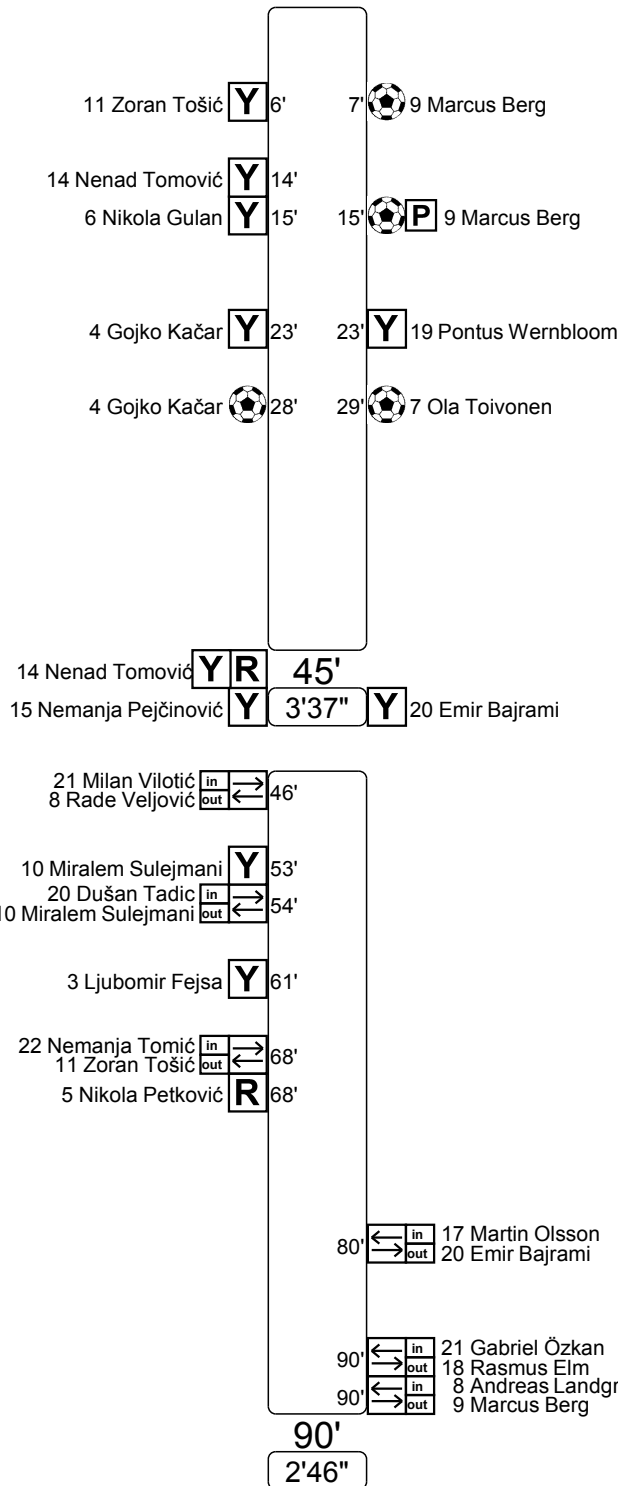 11 Zoran Tošić Y 6' 7' 9 Marcus Berg
14 Nenad Tomović Y 14'
6 Nikola Gulan Y 15' 15' P 9 Marcus Berg
4 Gojko Kačar Y 23' 23' Y 19 Pontus Wernbloom
4 Gojko Kačar 28' 29' 7 Ola Toivonen
14 Nenad Tomović Y R 45'
15 Nemanja Pejčinović Y 3'37" Y 20 Emir Bajrami
21 Milan Vilotić in
8 Rade Veljović out 46'
10 Miralem Sulejmani Y 53'
20 Dušan Tadic in
10 Miralem Sulejmani out 54'
3 Ljubomir Fejsa Y 61'
22 Nemanja Tomić in
11 Zoran Tošić out 68'
5 Nikola Petković R 68'
80' in 17 Martin Olsson
out 20 Emir Bajrami
90' in 21 Gabriel Özkan
out 18 Rasmus Elm
90' in 8 Andreas Landgr
out 9 Marcus Berg
90'
2'46"